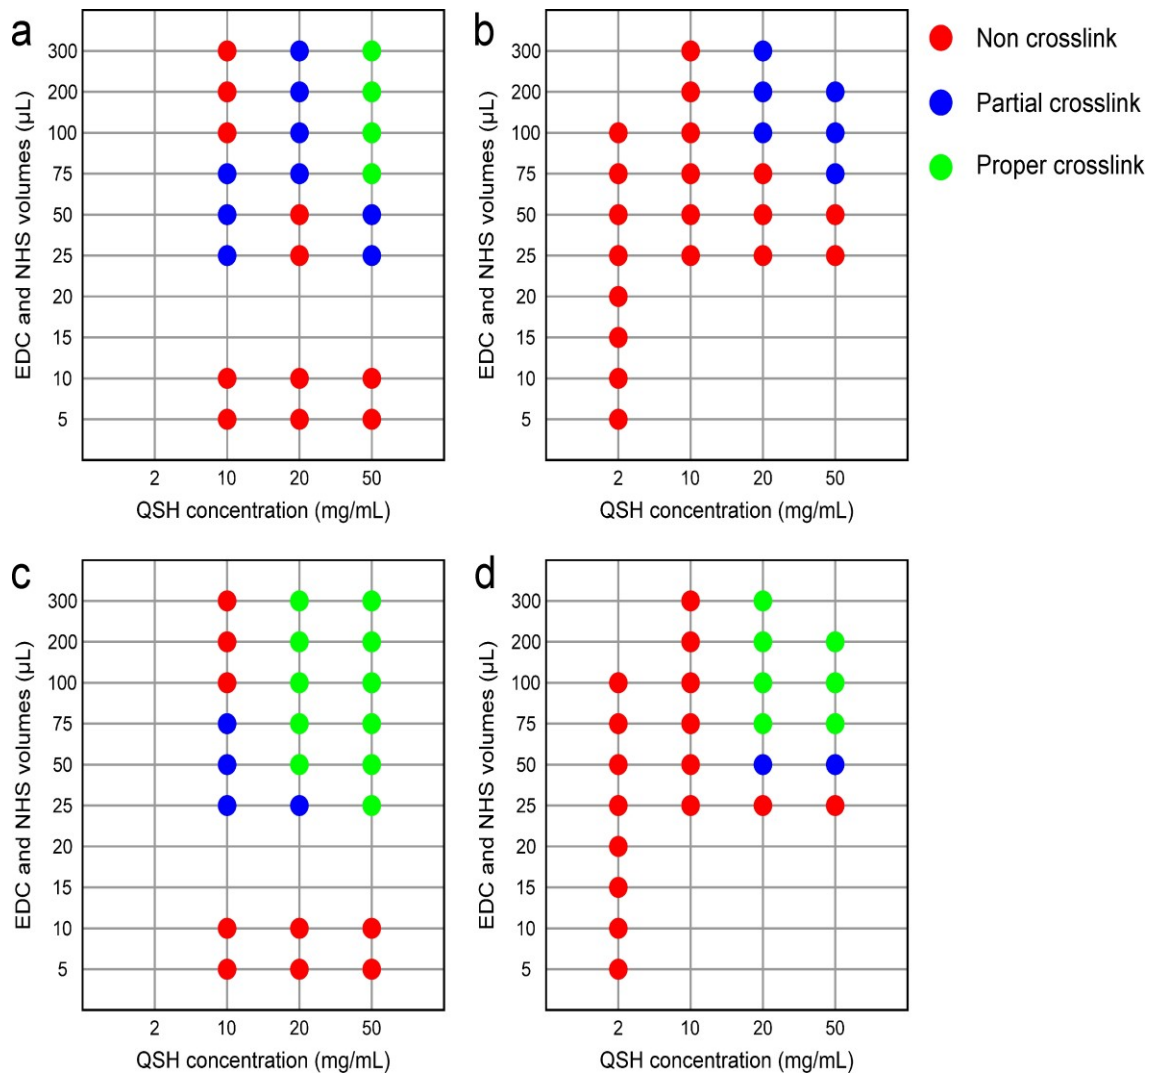 a
EDC and NHS volumes (µL)
300
200
100
75
50
25
20
15
10
5
2 10 20 50
QSH concentration (mg/mL)
b
EDC and NHS volumes (µL)
300
200
100
75
50
25
20
15
10
5
2 10 20 50
QSH concentration (mg/mL)
Non crosslink
Partial crosslink
Proper crosslink
c
EDC and NHS volumes (µL)
300
200
100
75
50
25
20
15
10
5
2 10 20 50
QSH concentration (mg/mL)
d
EDC and NHS volumes (µL)
300
200
100
75
50
25
20
15
10
5
2 10 20 50
QSH concentration (mg/mL)